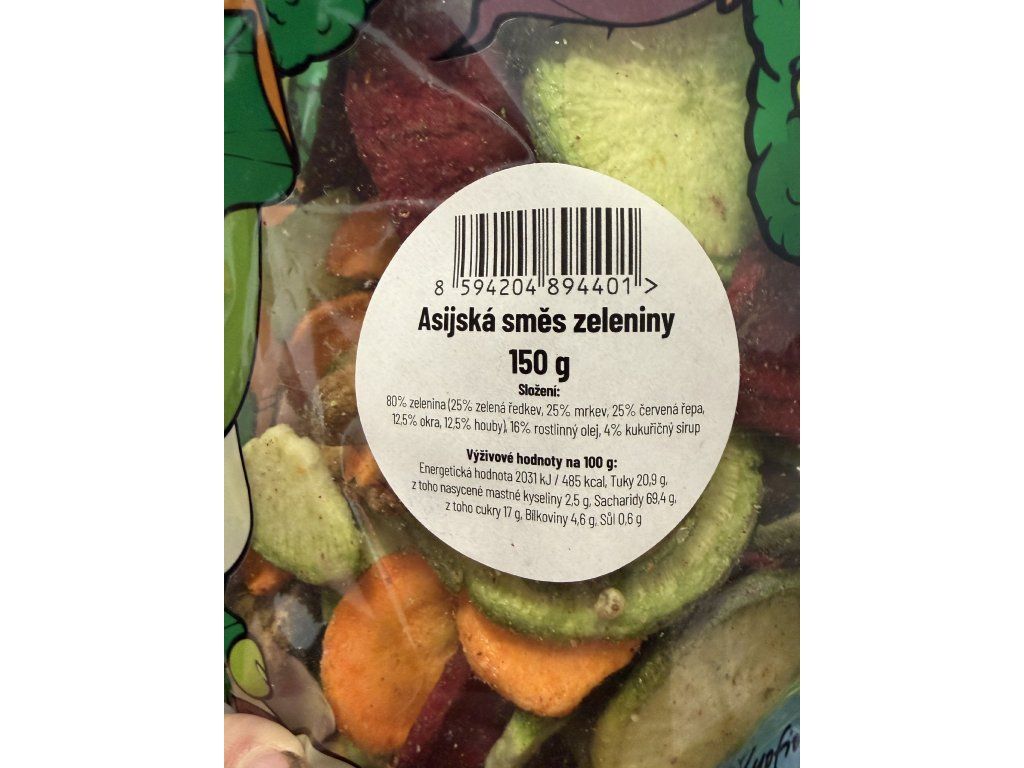 8 594204 894401 >
Asijská směs zeleniny
150 g
Složení:
80% zelenina (25% zelená ředkev, 25% mrkev, 25% červená řepa,
12,5% okra, 12,5% houby), 16% rostlinný olej, 4% kukuřičný sirup
Výživové hodnoty na 100 g:
Energetická hodnota 2031 kJ / 485 kcal, Tuky 20,9 g,
z toho nasycené mastné kyseliny 2,5 g, Sacharidy 69,4 g,
z toho cukry 17 g, Bílkoviny 4,6 g, Sůl 0,6 g